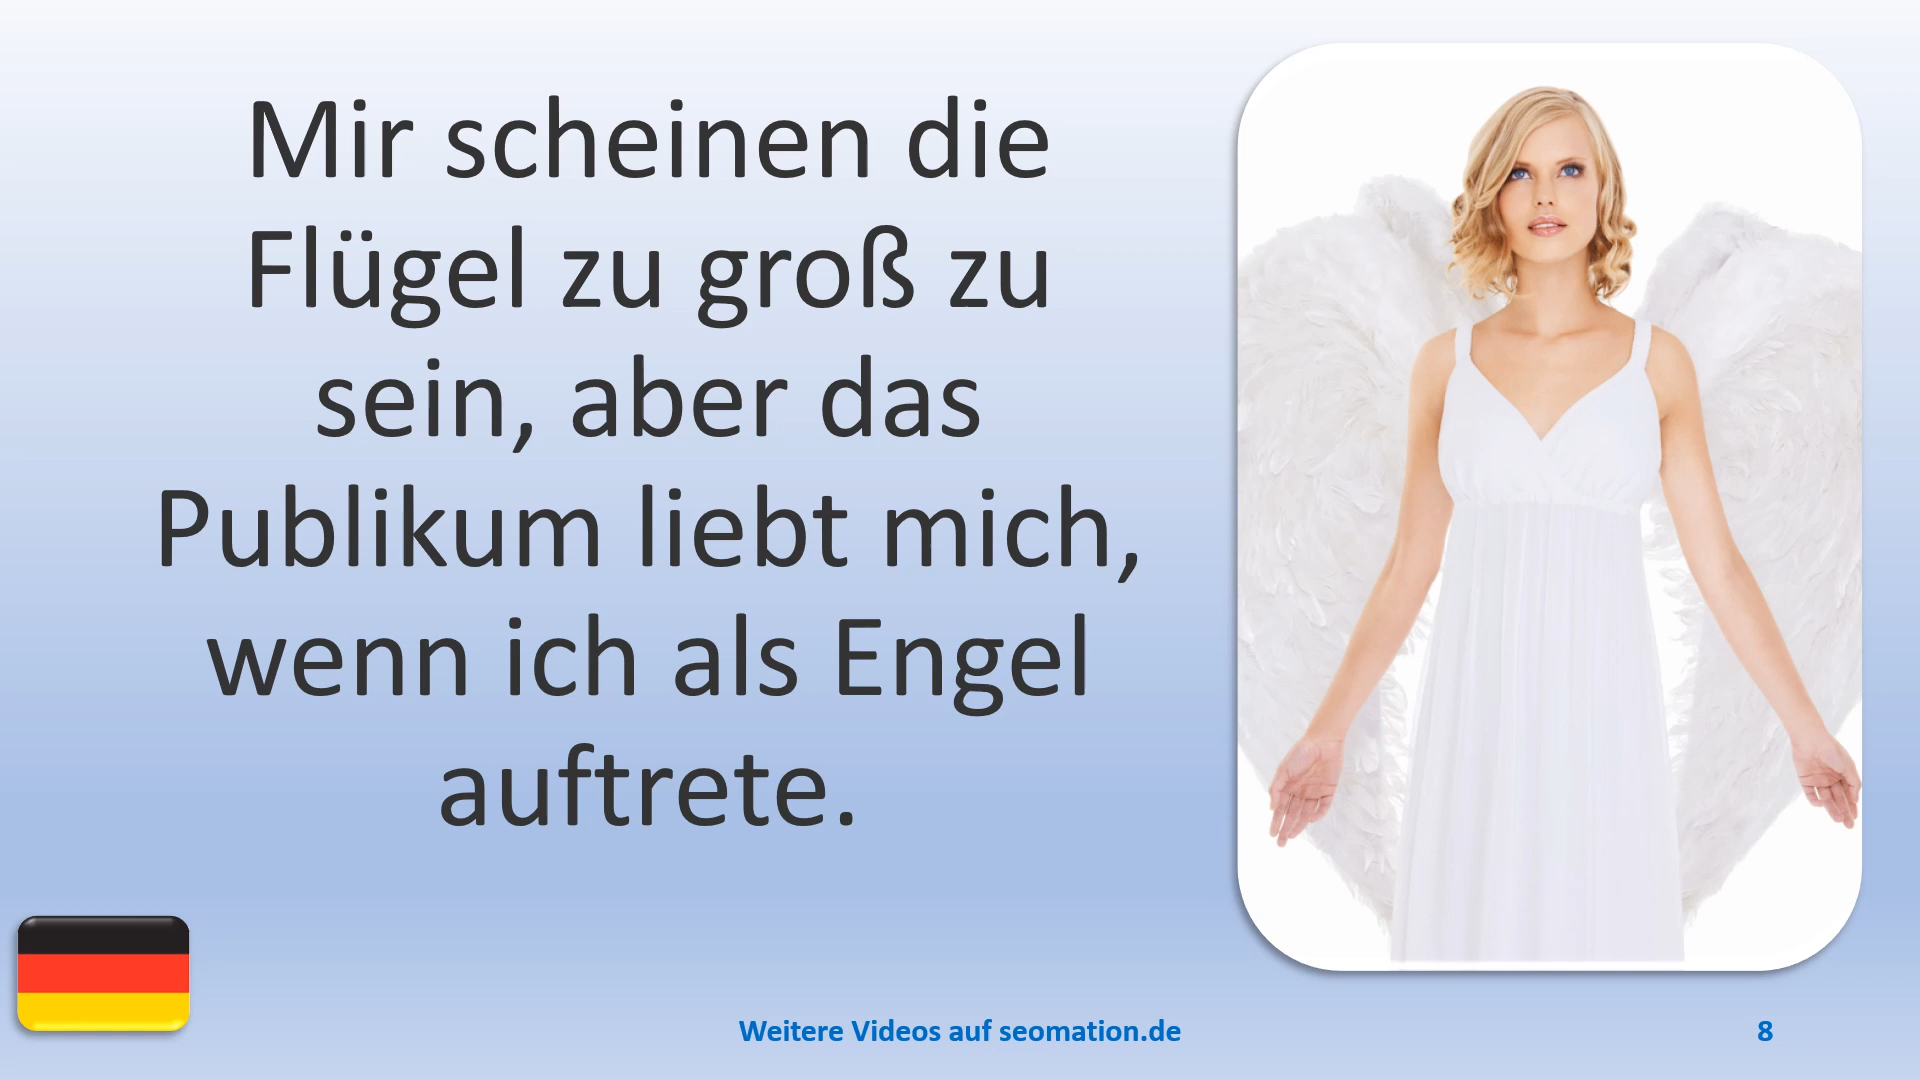 Mir scheinen die
Flügel zu groß zu
sein, aber das
Publikum liebt mich,
wenn ich als Engel
auftrete.
Weitere Videos auf seomation.de
8